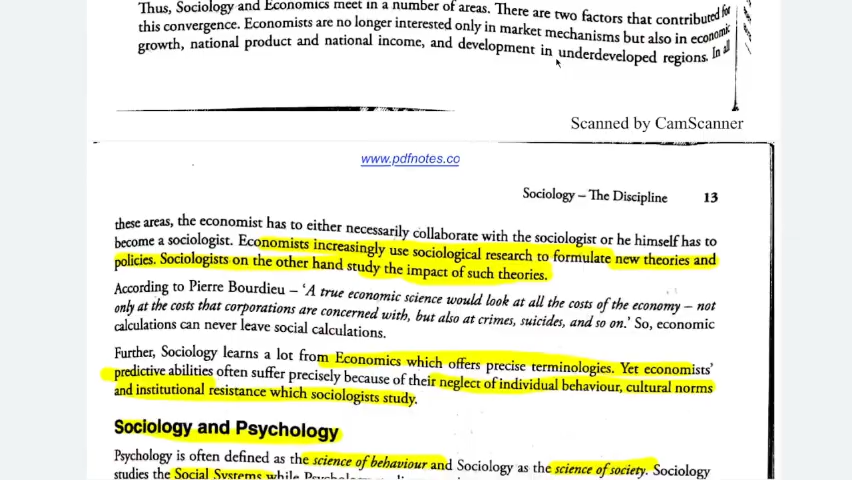 Thus, Sociology and Economics meet in a number of areas. There are two factors that contributed for
this convergence. Economists are no longer interested only in market mechanisms but also in economic
growth, national product and national income, and development in underdeveloped regions. In all
Scanned by CamScanner
www.pdfnotes.co
Sociology – The Discipline 13
these areas, the economist has to either necessarily collaborate with the sociologist or he himself has to
become a sociologist. Economists increasingly use sociological research to formulate new theories and
policies. Sociologists on the other hand study the impact of such theories.
According to Pierre Bourdieu – ‘A true economic science would look at all the costs of the economy – not
only at the costs that corporations are concerned with, but also at crimes, suicides, and so on.’ So, economic
calculations can never leave social calculations.
Further, Sociology learns a lot from Economics which offers precise terminologies. Yet economists’
predictive abilities often suffer precisely because of their neglect of individual behaviour, cultural norms
and institutional resistance which sociologists study.
Sociology and Psychology
Psychology is often defined as the science of behaviour and Sociology as the science of society. Sociology
studies the Social Systems while